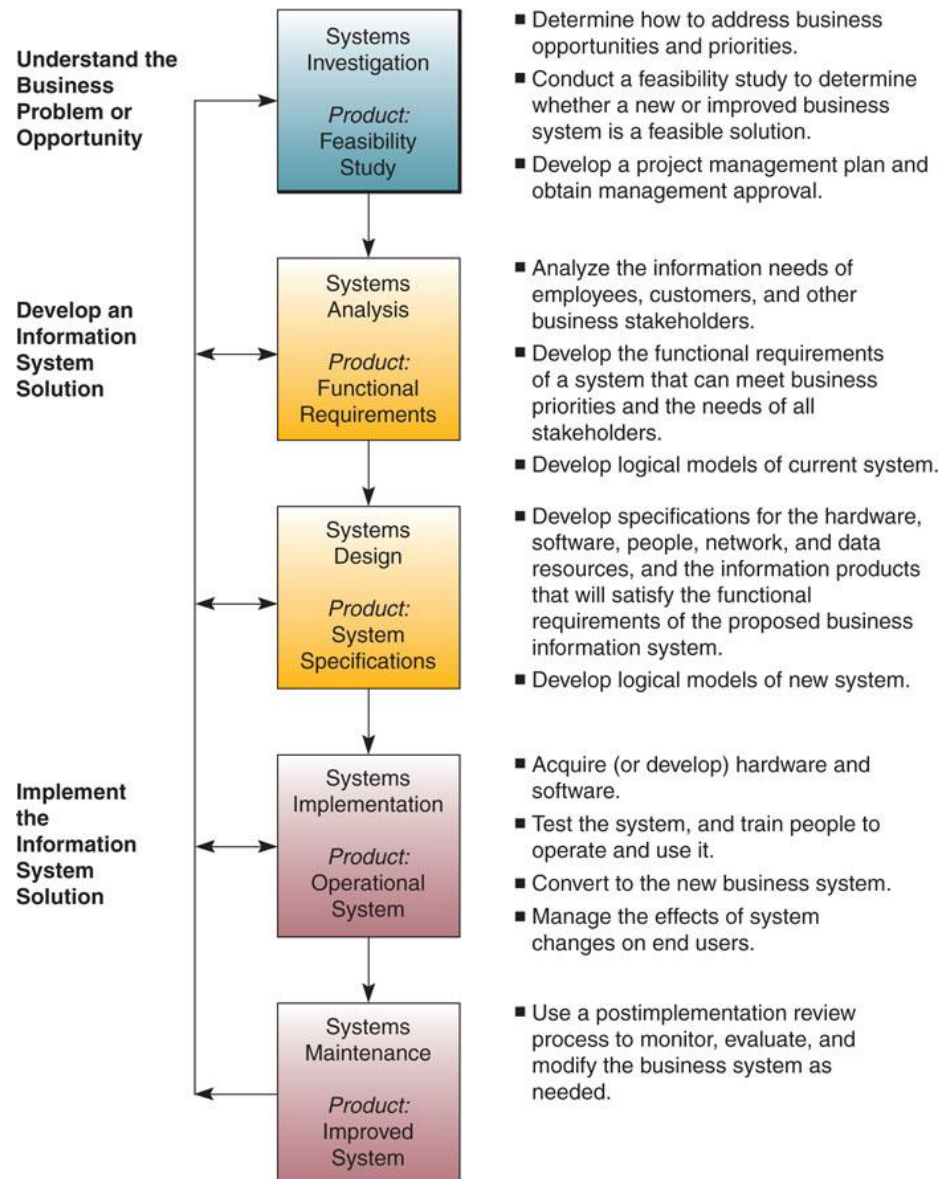 Understand the
Business
Problem or
Opportunity
Systems
Investigation
Product:
Feasibility
Study
■ Determine how to address business
opportunities and priorities.
■ Conduct a feasibility study to determine
whether a new or improved business
system is a feasible solution.
■ Develop a project management plan and
obtain management approval.
Develop an
Information
System
Solution
Systems
Analysis
Product:
Functional
Requirements
■ Analyze the information needs of
employees, customers, and other
business stakeholders.
■ Develop the functional requirements
of a system that can meet business
priorities and the needs of all
stakeholders.
■ Develop logical models of current system.
Systems
Design
Product:
System
Specifications
■ Develop specifications for the hardware,
software, people, network, and data
resources, and the information products
that will satisfy the functional
requirements of the proposed business
information system.
■ Develop logical models of new system.
Implement
the
Information
System
Solution
Systems
Implementation
Product:
Operational
System
■ Acquire (or develop) hardware and
software.
■ Test the system, and train people to
operate and use it.
■ Convert to the new business system.
■ Manage the effects of system
changes on end users.
Systems
Maintenance
Product:
Improved
System
■ Use a postimplementation review
process to monitor, evaluate, and
modify the business system as
needed.